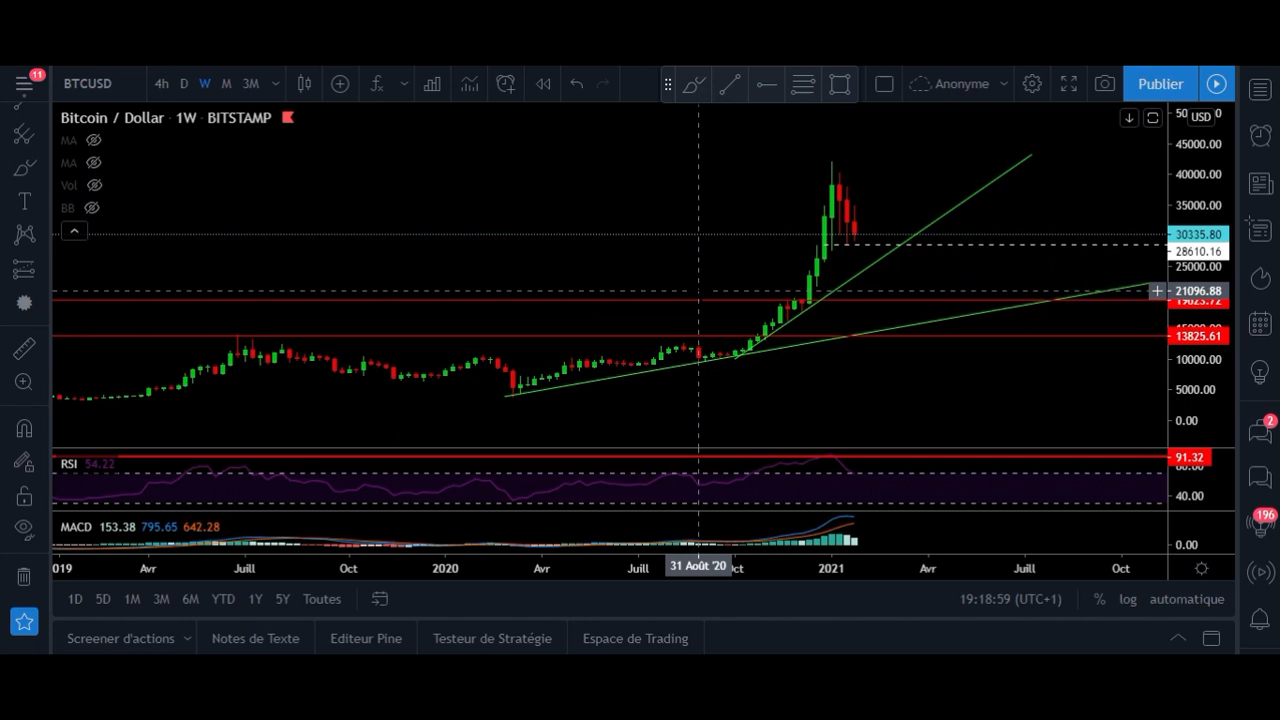 11
BTCUSD
4h D W M 3M
Anonyme
Publier
Bitcoin / Dollar · 1W · BITSTAMP
USD
MA
MA
Vol
BB
45000.00
40000.00
35000.00
30335.80
28610.16
25000.00
21096.88
13825.61
10000.00
5000.00
0.00
RSI 54.22
91.32
40.00
MACD 153.38 795.65 642.28
0.00
2
196
2019 Avr Juill Oct 2020 Avr Juill 31 Août '20 Oct 2021 Avr Juill Oct
1D 5D 1M 3M 6M YTD 1Y 5Y Toutes
19:18:59 (UTC+1) % log automatique
Screener d'actions Notes de Texte Editeur Pine Testeur de Stratégie Espace de Trading